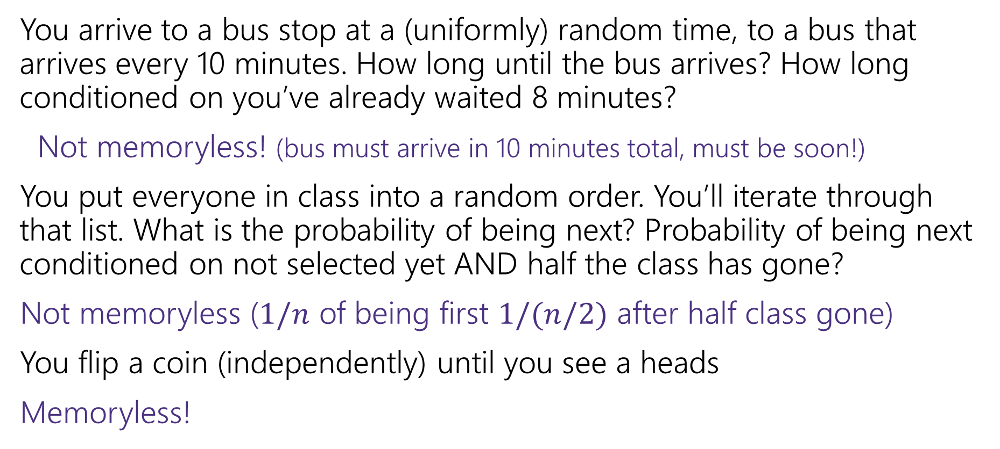 You arrive to a bus stop at a (uniformly) random time, to a bus that
arrives every 10 minutes. How long until the bus arrives? How long
conditioned on you’ve already waited 8 minutes?
Not memoryless! (bus must arrive in 10 minutes total, must be soon!)
You put everyone in class into a random order. You’ll iterate through
that list. What is the probability of being next? Probability of being next
conditioned on not selected yet AND half the class has gone?
Not memoryless (1/𝑛 of being first 1/(𝑛/2) after half class gone)
You flip a coin (independently) until you see a heads
Memoryless!